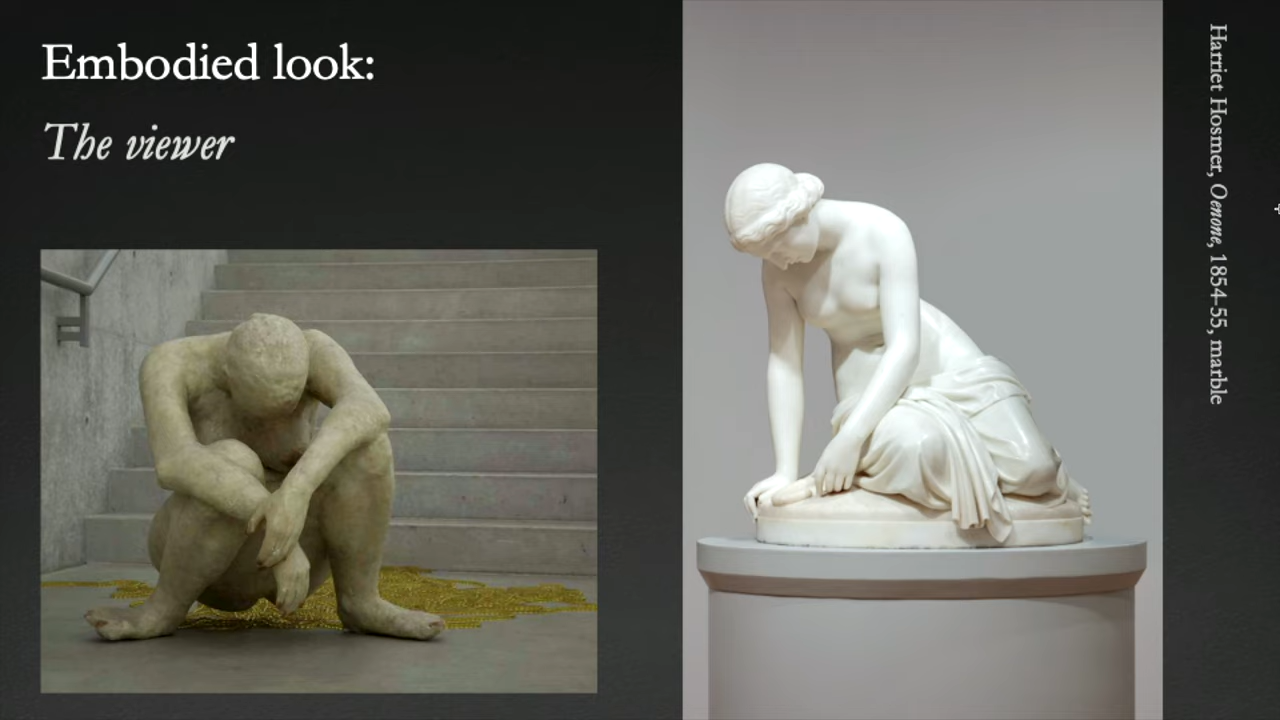 Embodied look:
The viewer
Harriet Hosmer, Oenone, 1854-55, marble